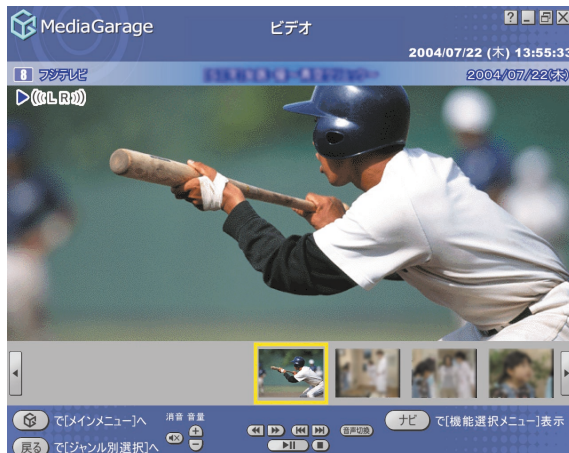 MediaGarage
ビデオ
2004/07/22 (木) 13:55:33
8 フジテレビ
2004/07/22(木)
L R
で[メインメニュー]へ
消音 音量
音声切換
ナビ で[機能選択メニュー]表示
戻る で[ジャンル別選択]へ